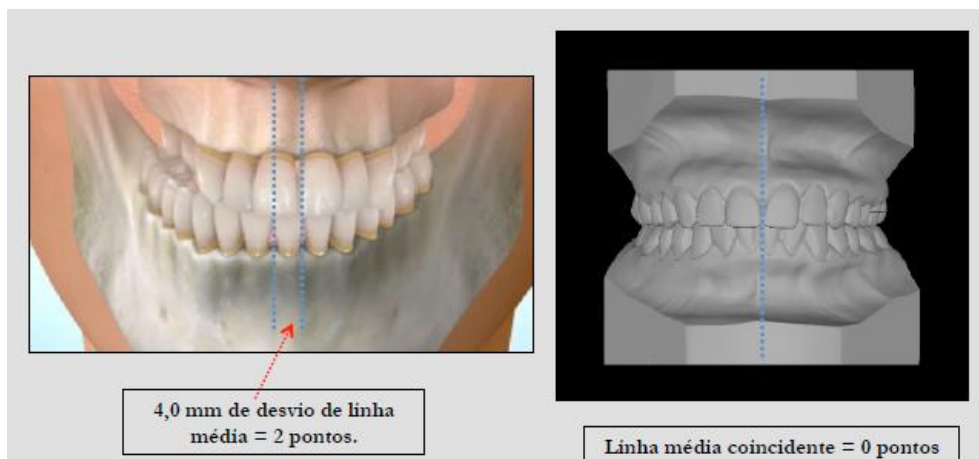 4,0 mm de desvio de linha
média = 2 pontos.
Linha média coincidente = 0 pontos